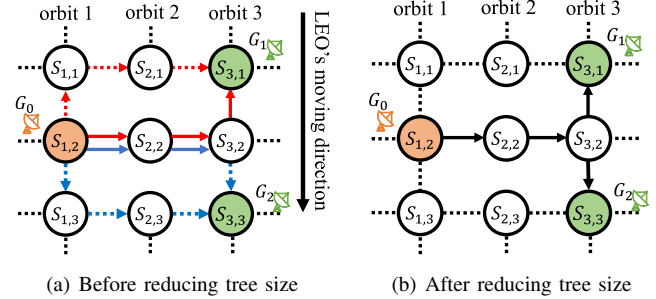 orbit 1 orbit 2 orbit 3
G₁
S₁,₁ S₂,₁ S₃,₁
G₀
S₁,₂ S₂,₂ S₃,₂
G₂
S₁,₃ S₂,₃ S₃,₃
LEO's moving direction
(a) Before reducing tree size
orbit 1 orbit 2 orbit 3
G₁
S₁,₁ S₂,₁ S₃,₁
G₀
S₁,₂ S₂,₂ S₃,₂
G₂
S₁,₃ S₂,₃ S₃,₃
(b) After reducing tree size